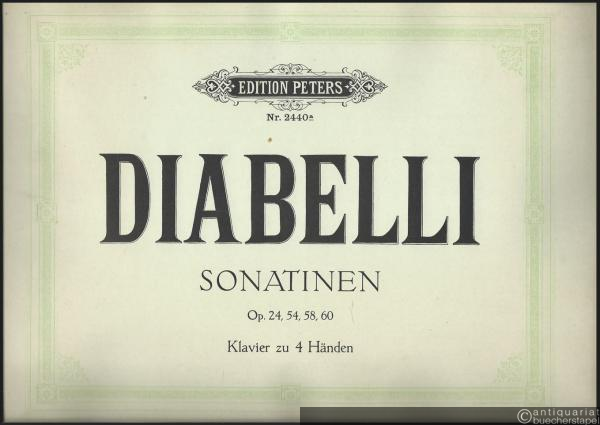 EDITION PETERS
Nr. 2440a
DIABELLI
SONATINEN
Op. 24, 54, 58, 60
Klavier zu 4 Händen
©antiquariat
buecherstapel